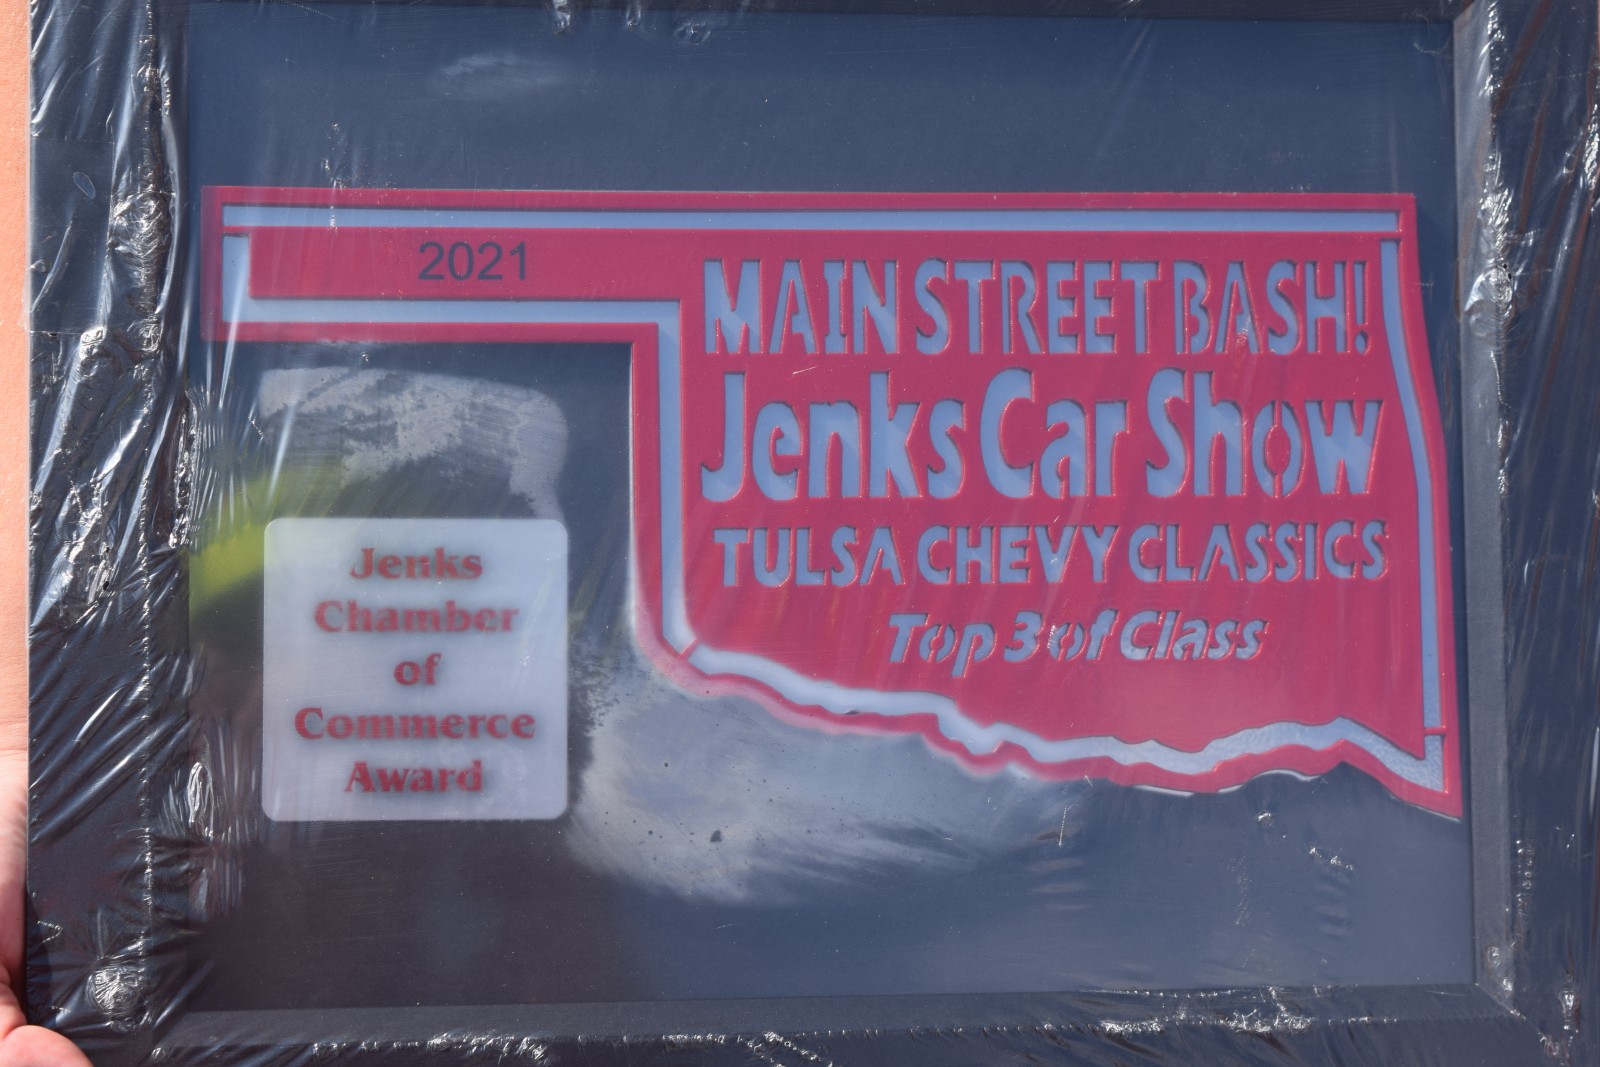 2021
MAIN STREET BASH!
Jenks Car Show
TULSA CHEVY CLASSICS
Top 3 of Class
Jenks
Chamber
of
Commerce
Award